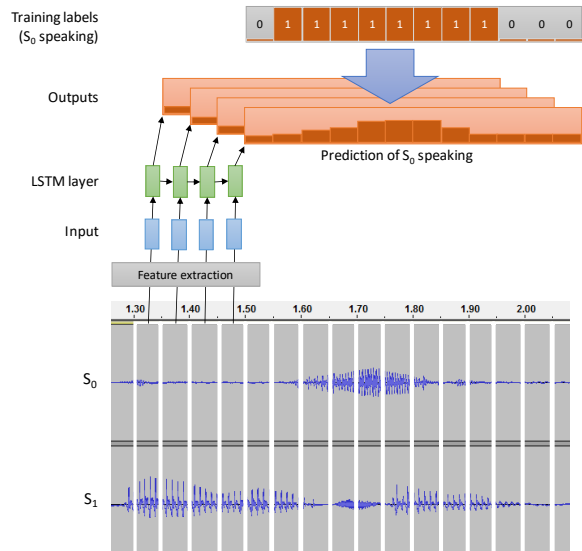 Training labels
(S0 speaking)
0 1 1 1 1 1 1 1 1 0 0 0
Outputs
Prediction of S0 speaking
LSTM layer
Input
Feature extraction
1.30 1.40 1.50 1.60 1.70 1.80 1.90 2.00
S0
S1